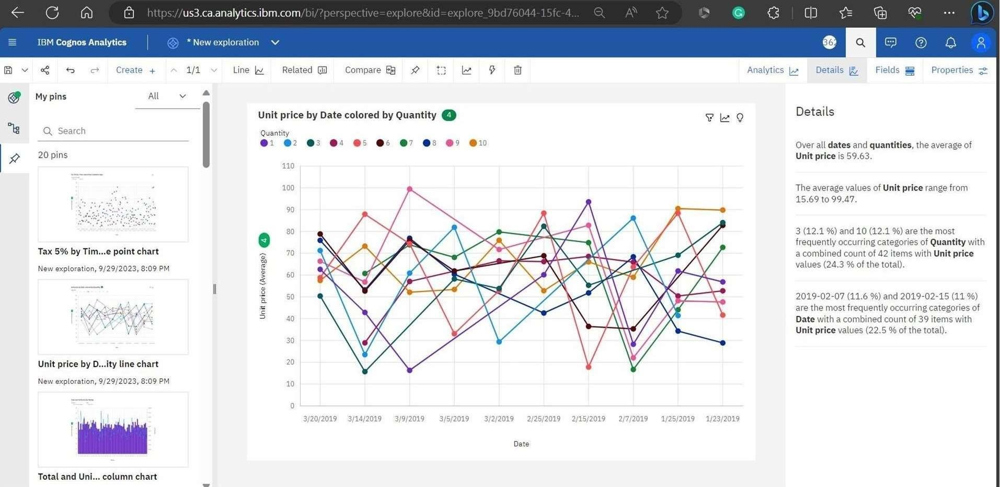 https://us3.ca.analytics.ibm.com/bi/?perspective=explore&id=explore_9bd76044-15fc-4...
IBM Cognos Analytics
* New exploration
Create +
1/1
Line
Related
Compare
Analytics
Details
Fields
Properties
My pins
All
Search
20 pins
Tax 5% by Tim...e point chart
New exploration, 9/29/2023, 8:09 PM
Unit price by D...ity line chart
New exploration, 9/29/2023, 8:09 PM
Total and Uni... column chart
Unit price by Date colored by Quantity 4
Quantity
1 2 3 4 5 6 7 8 9 10
4
Unit price (Average)
110
100
90
80
70
60
50
40
30
20
10
0
3/20/2019 3/14/2019 3/9/2019 3/5/2019 3/2/2019 2/25/2019 2/15/2019 2/7/2019 1/25/2019 1/23/2019
Date
Details
Over all dates and quantities, the average of
Unit price is 59.63.
The average values of Unit price range from
15.69 to 99.47.
3 (12.1 %) and 10 (12.1 %) are the most
frequently occurring categories of Quantity with
a combined count of 42 items with Unit price
values (24.3 % of the total).
2019-02-07 (11.6 %) and 2019-02-15 (11 %)
are the most frequently occurring categories of
Date with a combined count of 39 items with
Unit price values (22.5 % of the total).